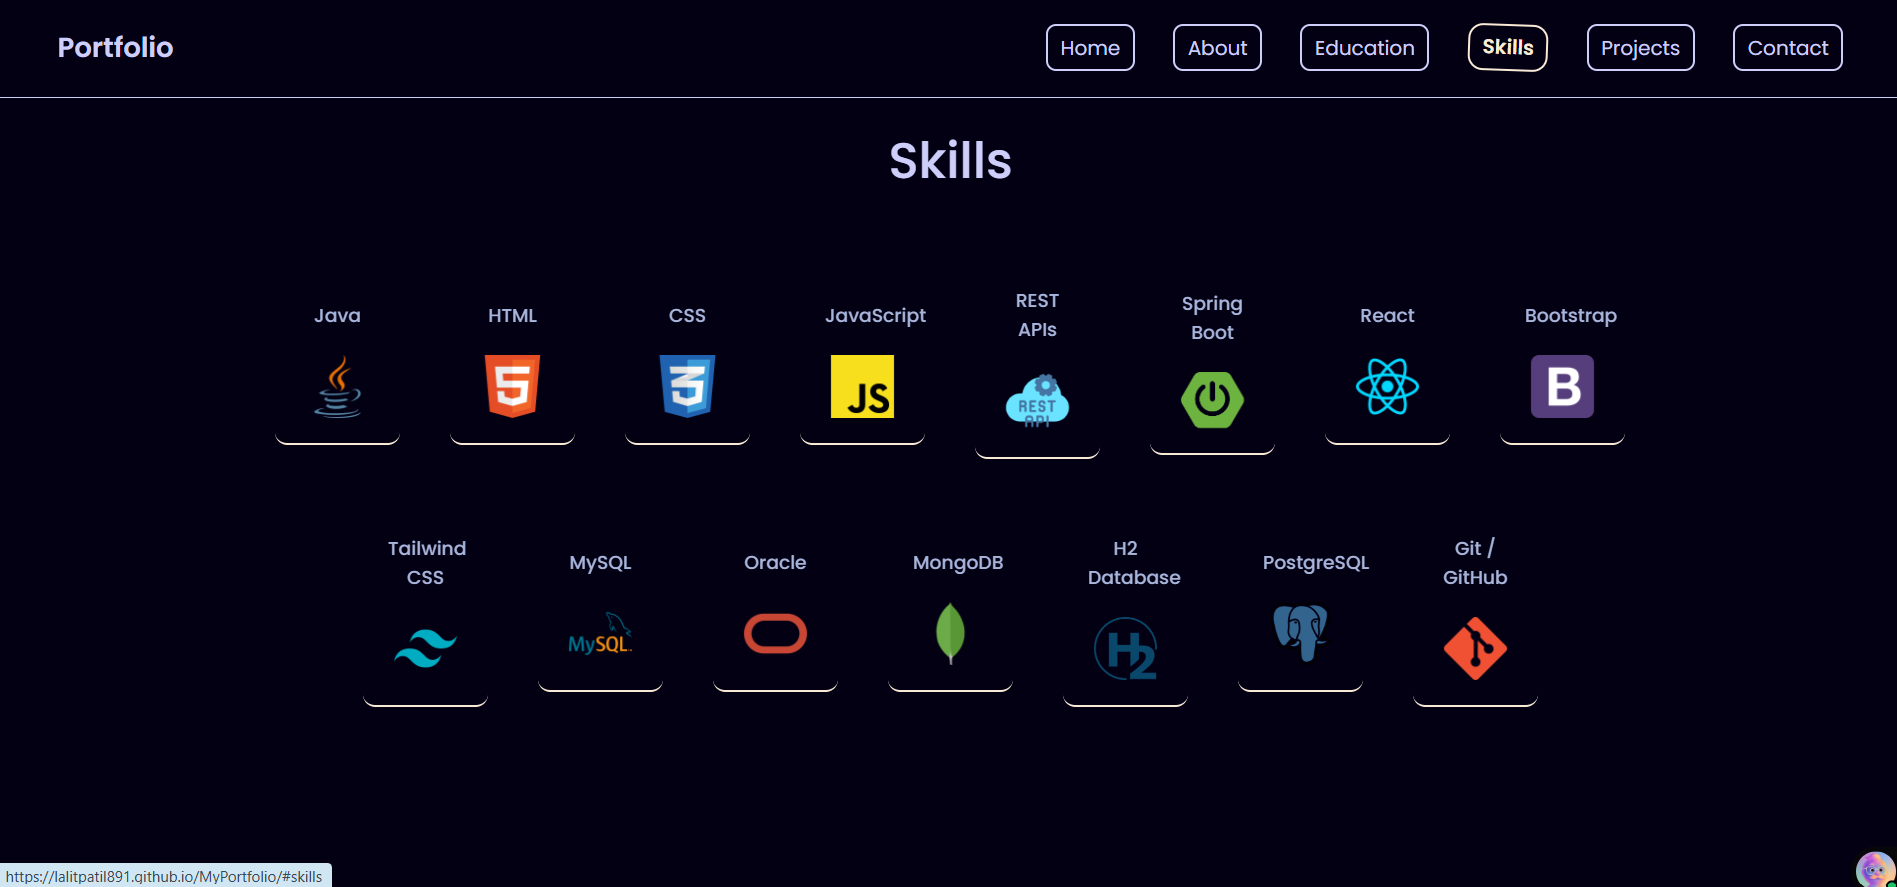 Portfolio
Home
About
Education
Skills
Projects
Contact
Skills
Java
HTML
CSS
JavaScript
REST
APIs
Spring
Boot
React
Bootstrap
5
3
JS
REST
API
B
Tailwind
CSS
MySQL
Oracle
MongoDB
H2
Database
PostgreSQL
Git /
GitHub
MySQL
H2
https://lalitpatil891.github.io/MyPortfolio/#skills